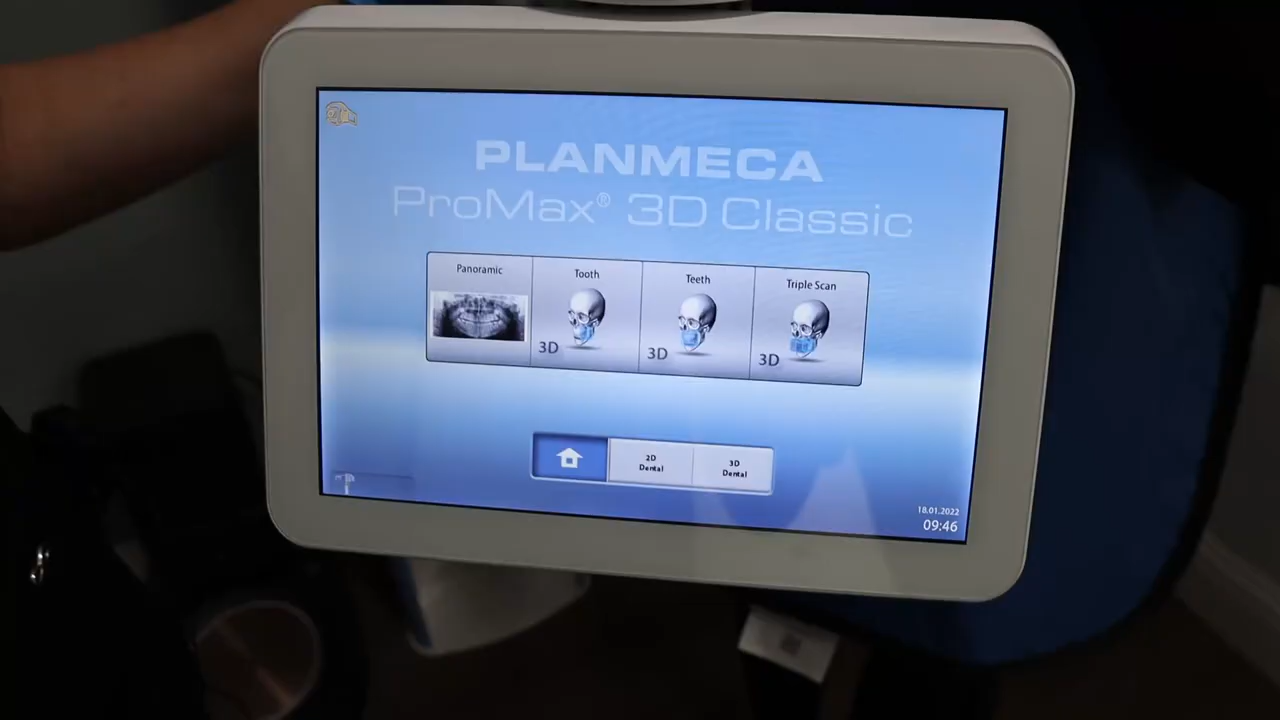 PLANMECA
ProMax® 3D Classic
Panoramic
Tooth
Teeth
Triple Scan
3D
3D
3D
2D Dental
3D Dental
18.01.2022
09:46